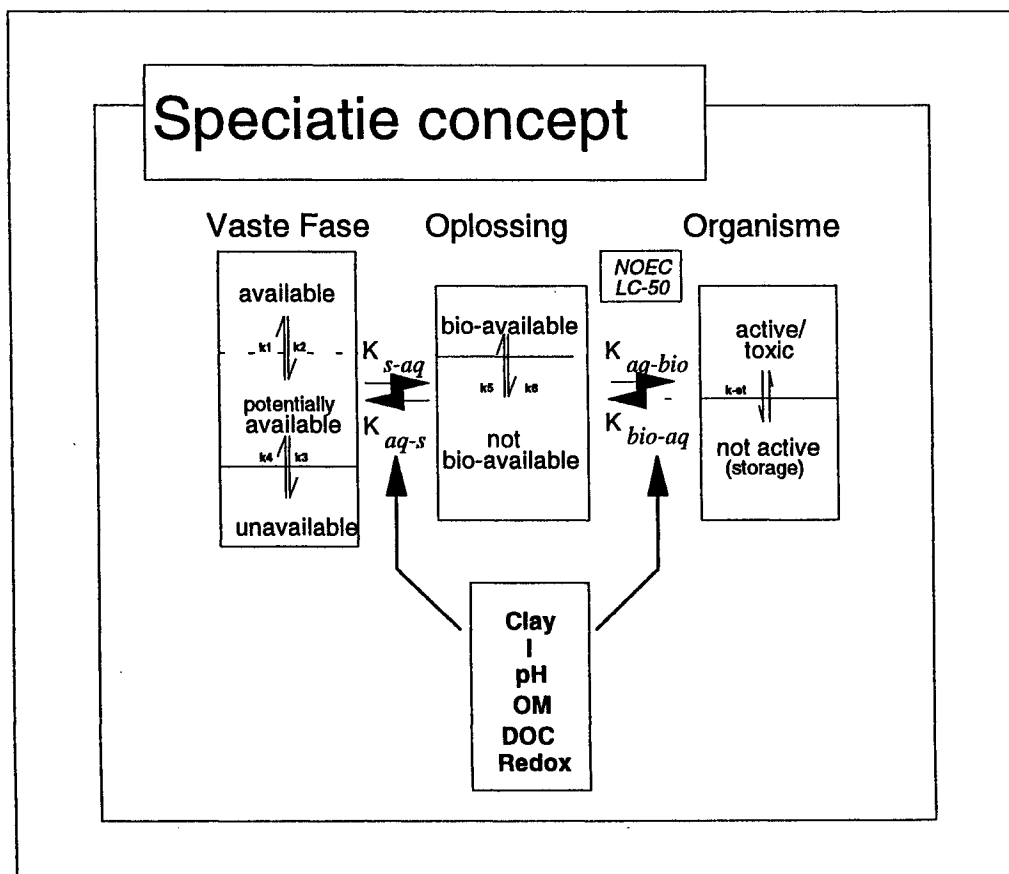 Speciatie concept
Vaste Fase
Oplossing
Organisme
NOEC
LC-50
available
k1 k2
potentially
available
k4 k3
unavailable
K s-aq
K aq-s
bio-available
k5 k6
not
bio-available
K aq-bio
K bio-aq
active/
toxic
not active
(storage)
Clay
I
pH
OM
DOC
Redox